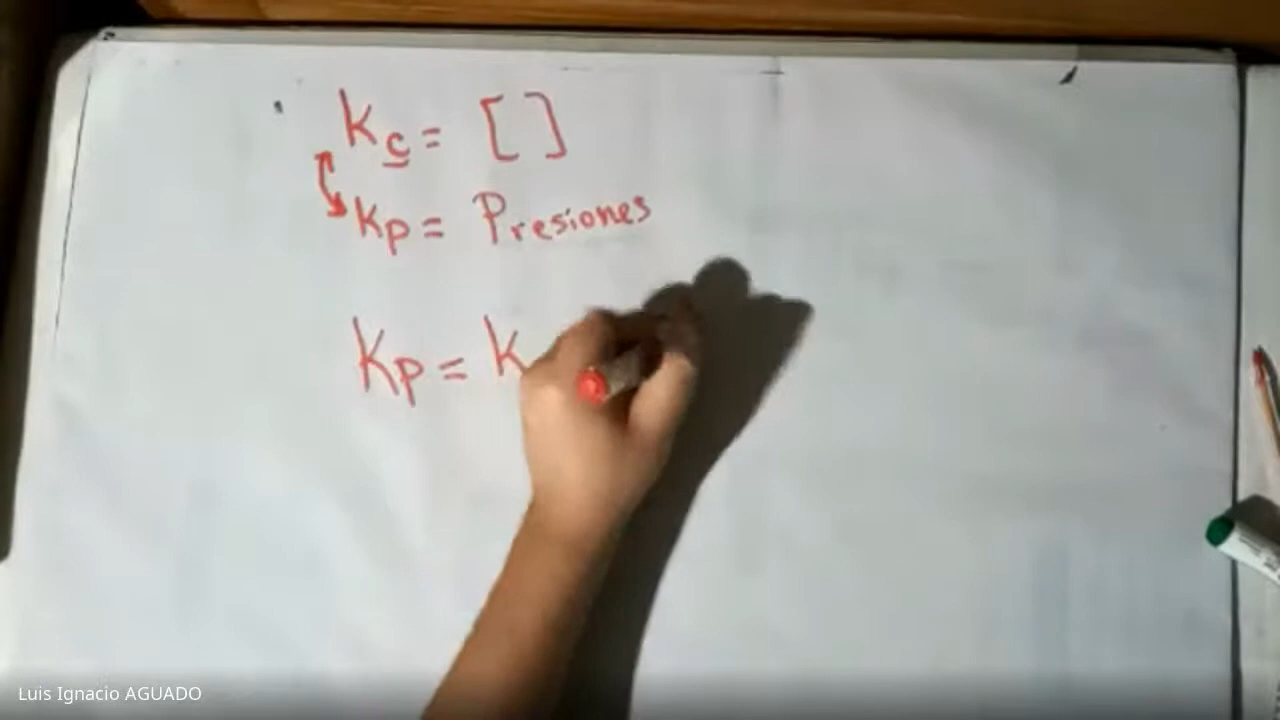 kc = [ ]
kp = Presiones
Kp = k
Luis Ignacio AGUADO